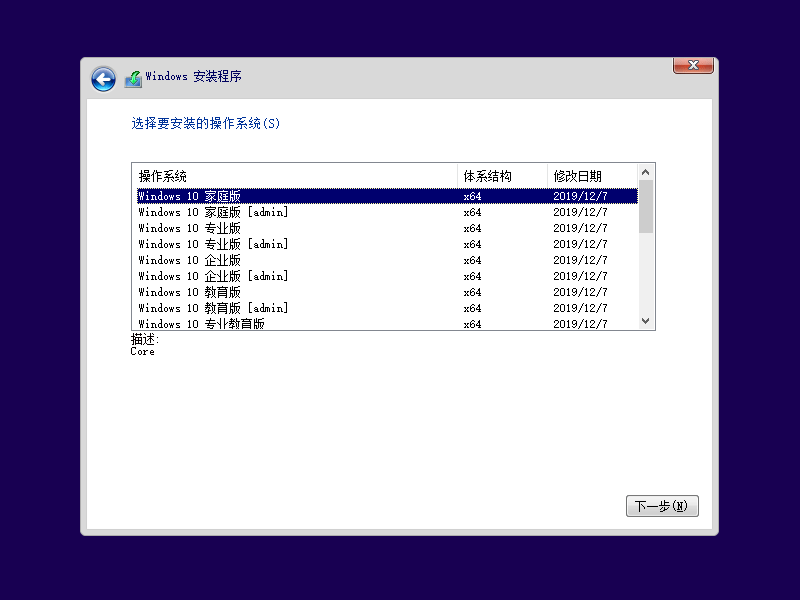 Windows 安装程序
选择要安装的操作系统(S)
操作系统 体系结构 修改日期
Windows 10 家庭版 x64 2019/12/7
Windows 10 家庭版 [admin] x64 2019/12/7
Windows 10 专业版 x64 2019/12/7
Windows 10 专业版 [admin] x64 2019/12/7
Windows 10 企业版 x64 2019/12/7
Windows 10 企业版 [admin] x64 2019/12/7
Windows 10 教育版 x64 2019/12/7
Windows 10 教育版 [admin] x64 2019/12/7
Windows 10 专业教育版 x64 2019/12/7
描述:
Core
下一步(N)